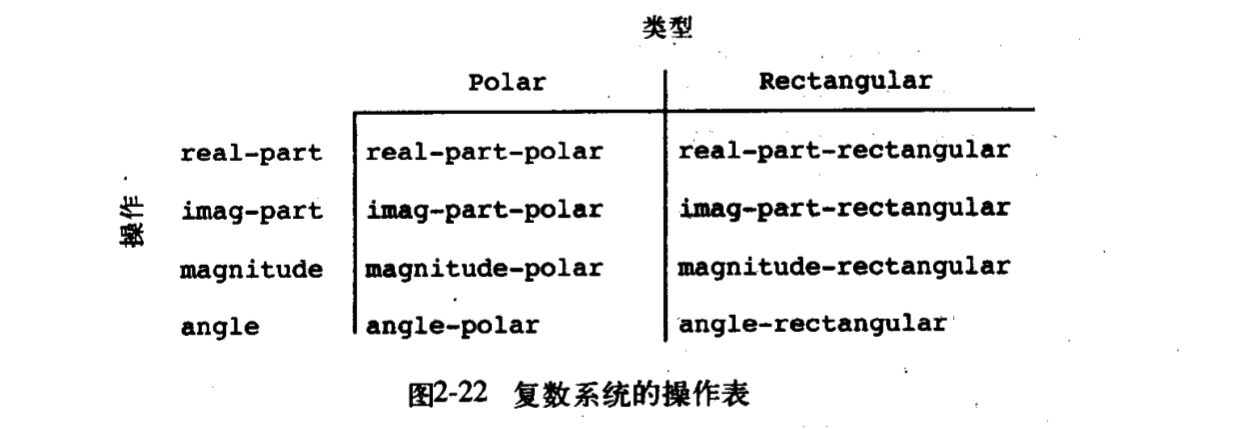 类型
Polar Rectangular
real-part real-part-polar real-part-rectangular
操作
imag-part imag-part-polar imag-part-rectangular
magnitude magnitude-polar magnitude-rectangular
angle angle-polar angle-rectangular
图2-22 复数系统的操作表